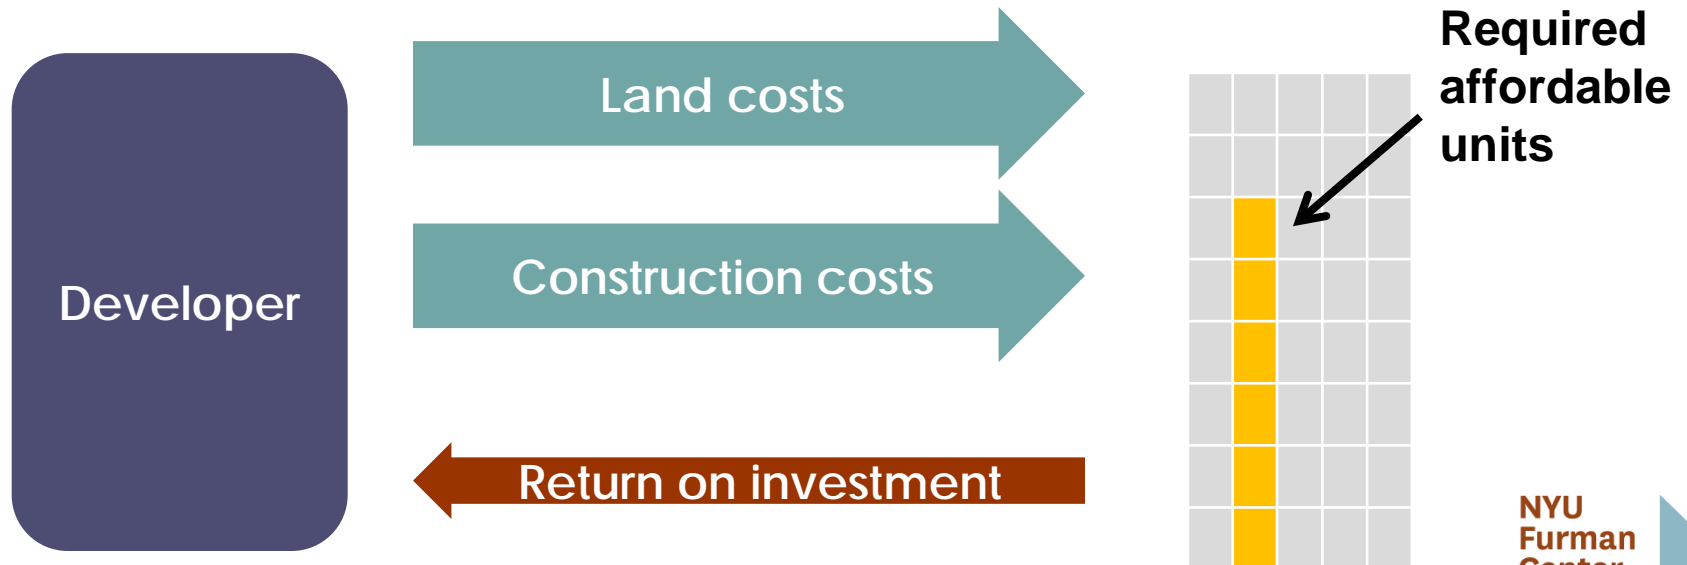 Developer
Land costs
Construction costs
Return on investment
Required
affordable
units
NYU
Furman